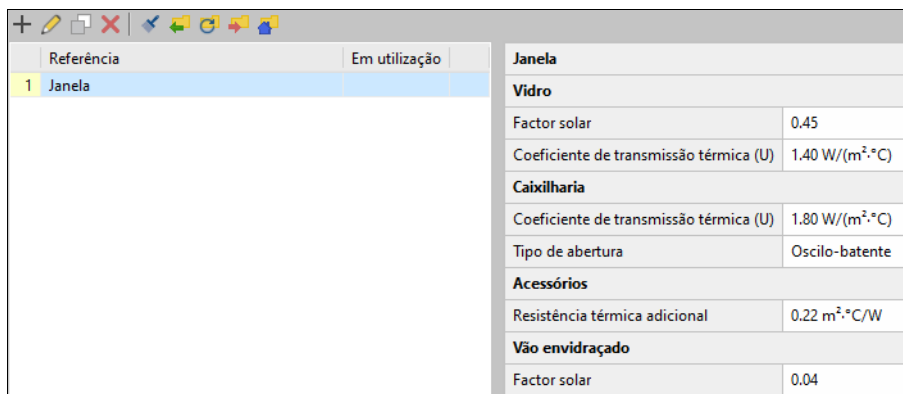 Referência Em utilização
1 Janela
Janela
Vidro
Factor solar 0.45
Coeficiente de transmissão térmica (U) 1.40 W/(m²·°C)
Caixilharia
Coeficiente de transmissão térmica (U) 1.80 W/(m²·°C)
Tipo de abertura Oscilo-batente
Acessórios
Resistência térmica adicional 0.22 m²·°C/W
Vão envidraçado
Factor solar 0.04